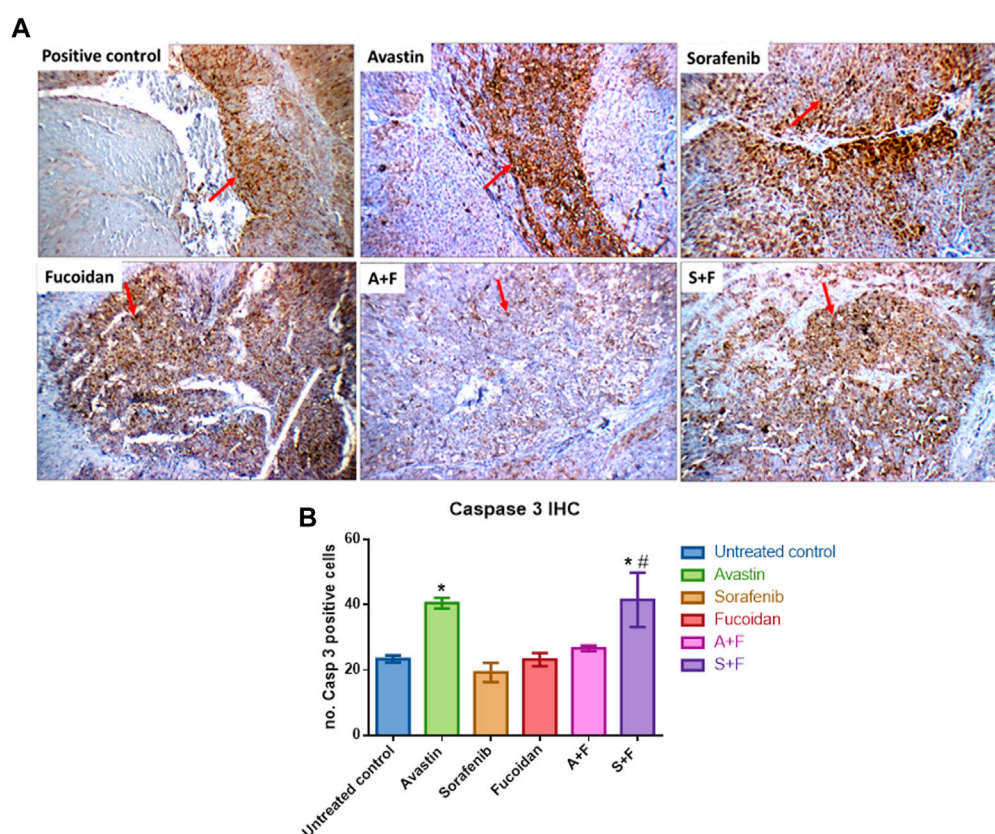 A
Positive control
Avastin
Sorafenib
Fucoidan
A+F
S+F
B
Caspase 3 IHC
no. Casp 3 positive cells
60
40
20
0
*
* #
Untreated control
Avastin
Sorafenib
Fucoidan
A+F
S+F
Untreated control
Avastin
Sorafenib
Fucoidan
A+F
S+F